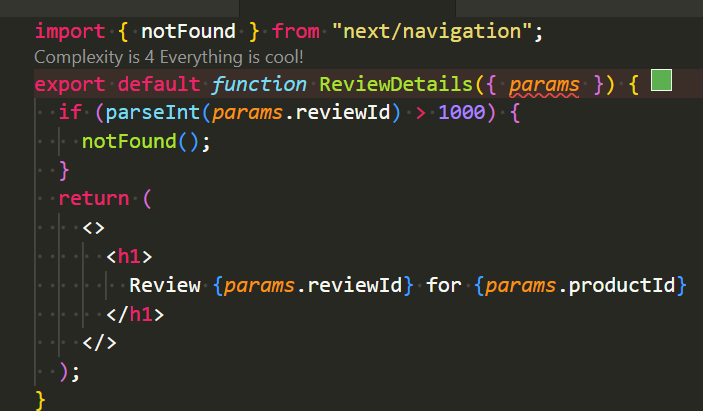 import { notFound } from "next/navigation";
Complexity is 4 Everything is cool!
export default function ReviewDetails({ params }) {
  if (parseInt(params.reviewId) > 1000) {
    notFound();
  }
  return (
    <>
      <h1>
        Review {params.reviewId} for {params.productId}
      </h1>
    </>
  );
}